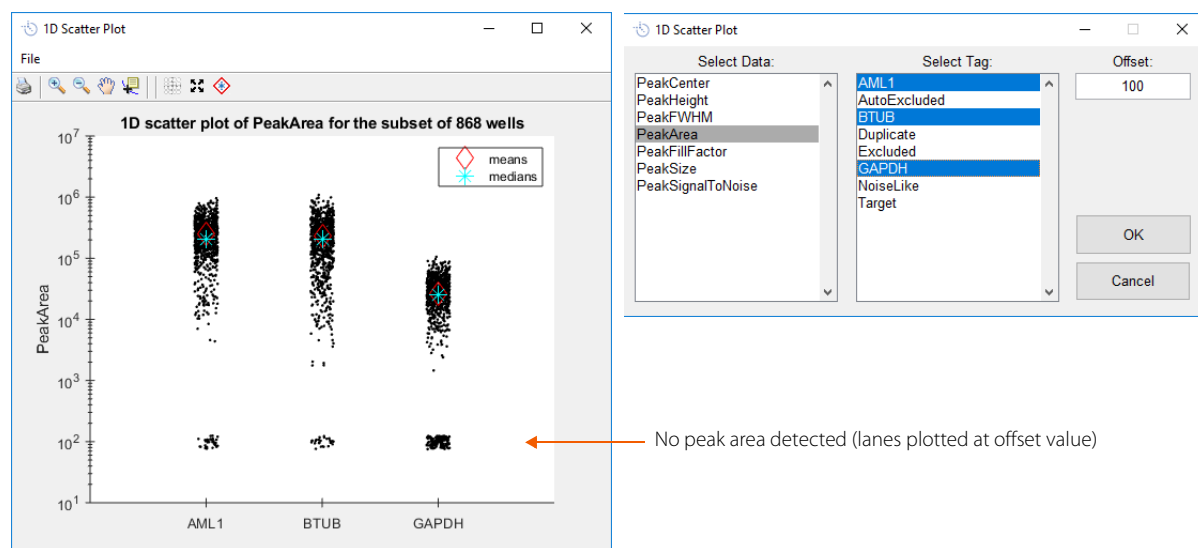 1D Scatter Plot
File
1D scatter plot of PeakArea for the subset of 868 wells
means
medians
10^7
10^6
10^5
10^4
10^3
10^2
10^1
PeakArea
AML1 BTUB GAPDH
1D Scatter Plot
Select Data:
PeakCenter
PeakHeight
PeakFWHM
PeakArea
PeakFillFactor
PeakSize
PeakSignalToNoise
Select Tag:
AML1
AutoExcluded
BTUB
Duplicate
Excluded
GAPDH
NoiseLike
Target
Offset:
100
OK
Cancel
No peak area detected (lanes plotted at offset value)